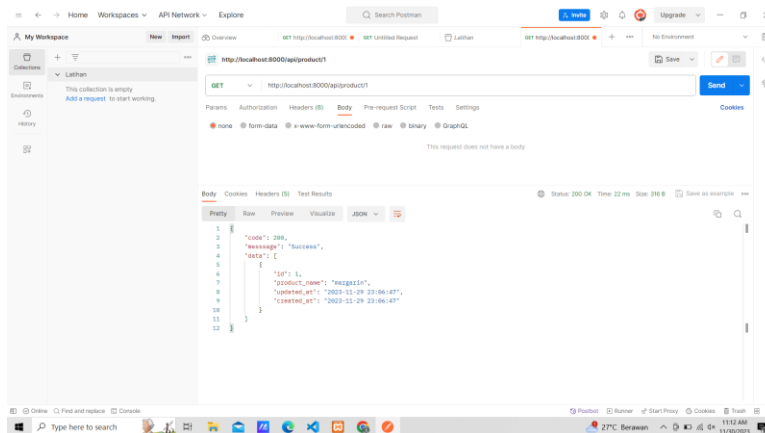 Home Workspaces API Network Explore Search Postman Invite Upgrade
My Workspace New Import Overview GET http://localhost:8000 GET Untitled Request Latihan GET http://localhost:8000 No Environment
Collections
Environments
History
Latihan
This collection is empty
Add a request to start working.
http://localhost:8000/api/product/1 Save
GET http://localhost:8000/api/product/1 Send
Params Authorization Headers (6) Body Pre-request Script Tests Settings Cookies
none form-data x-www-form-urlencoded raw binary GraphQL
This request does not have a body
Body Cookies Headers (5) Test Results Status: 200 OK Time: 22 ms Size: 316 B Save as example
Pretty Raw Preview Visualize JSON
1 {
2 "code": 200,
3 "messsage": "Success",
4 "data": [
5 {
6 "id": 1,
7 "product_name": "margarin",
8 "updated_at": "2023-11-29 23:06:47",
9 "created_at": "2023-11-29 23:06:47"
10 }
11 ]
12 }
Online Find and replace Console Postbot Runner Start Proxy Cookies Trash
Type here to search 27°C Berawan 11:12 AM
11/30/2023